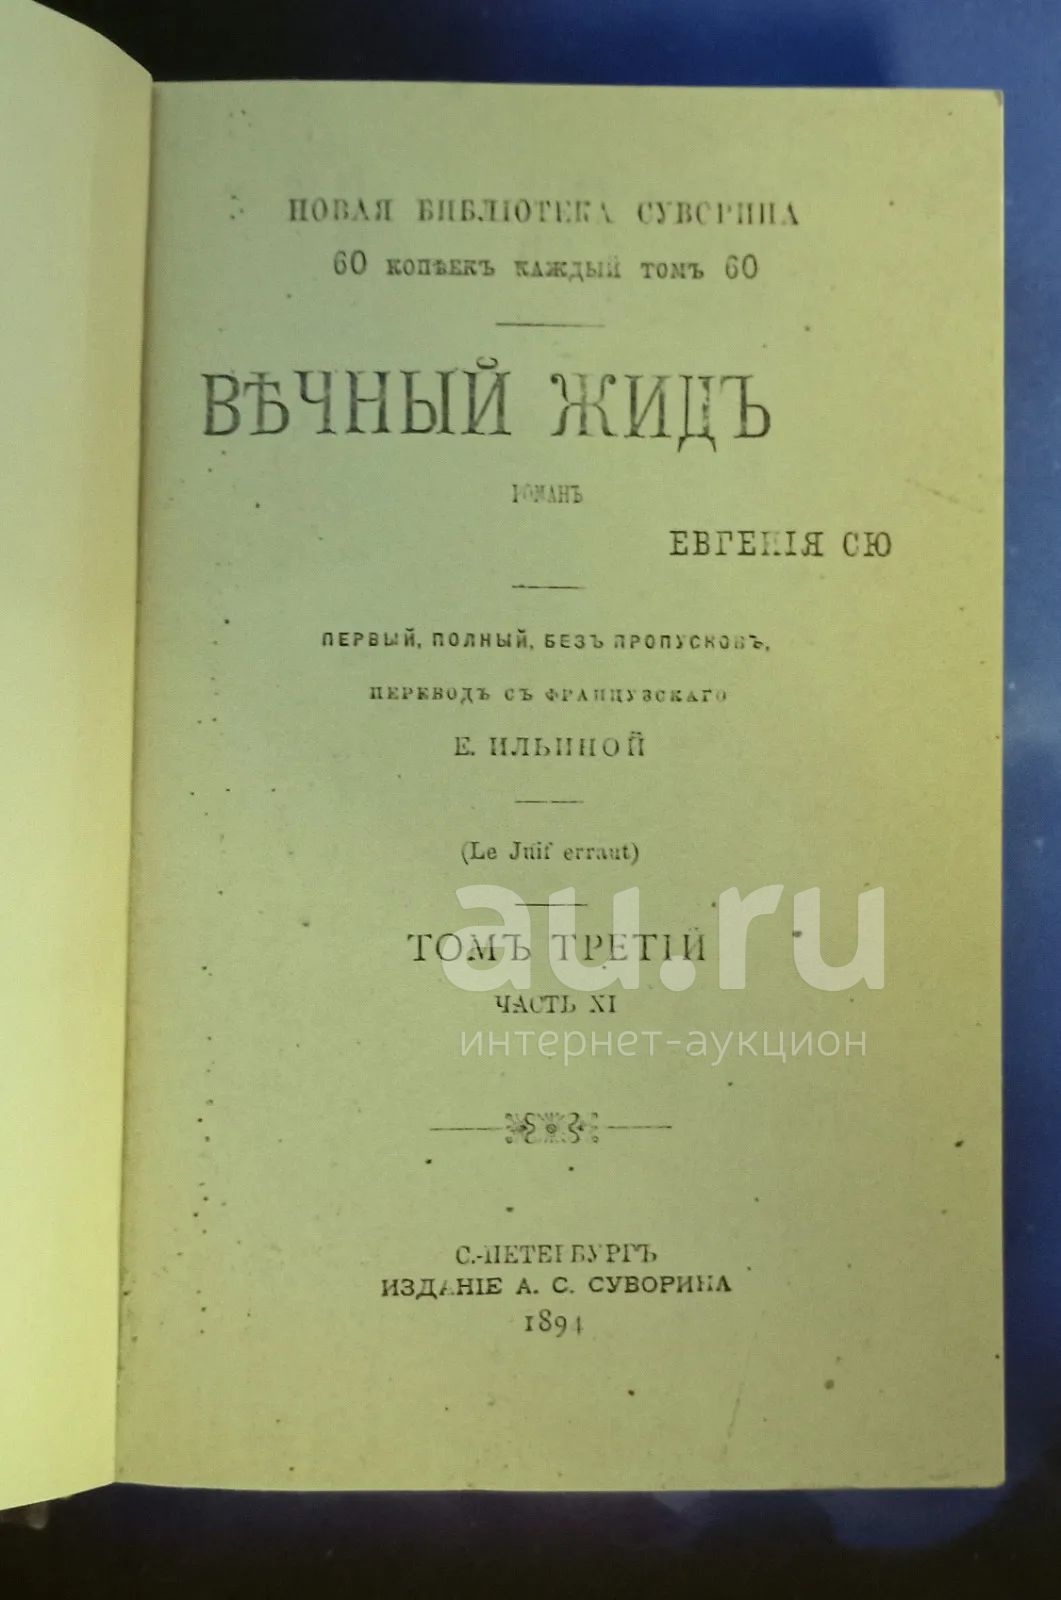 НОВАЯ БИБЛІОТЕКА СУВОРИНА
60 КОПѢЕКЪ КАЖДЫЙ ТОМЪ 60
ВѢЧНЫЙ ЖИДЪ
РОМАНЪ
ЕВГЕНІЯ СЮ
ПЕРВЫЙ, ПОЛНЫЙ, БЕЗЪ ПРОПУСКОВЪ,
ПЕРЕВОДЪ СЪ ФРАНЦУЗСКАГО
Е. ИЛЬИНОЙ
(Le Juif errant)
ТОМЪ ТРЕТІЙ
ЧАСТЬ XI
au.ru
интернет-аукцион
С.-ПЕТЕРБУРГЪ
ИЗДАНІЕ А. С. СУВОРИНА
1894